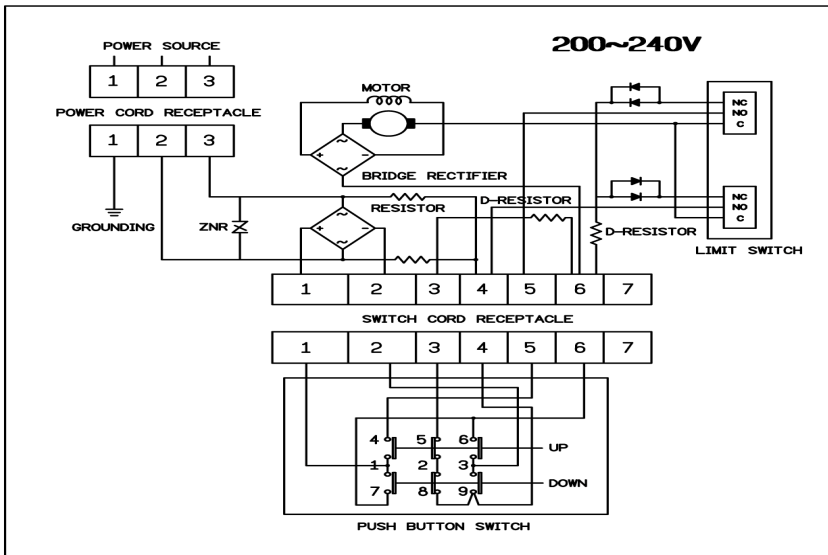 200~240V
POWER SOURCE
1 2 3
POWER CORD RECEPTACLE
1 2 3
GROUNDING
ZNR
MOTOR
+ ~ ~ -
BRIDGE RECTIFIER
RESISTOR
+ ~ ~ -
D-RESISTOR
D-RESISTOR
NC
NO
C
NC
NO
C
LIMIT SWITCH
1 2 3 4 5 6 7
SWITCH CORD RECEPTACLE
1 2 3 4 5 6 7
4 5 6
UP
1 2 3
DOWN
7 8 9
PUSH BUTTON SWITCH